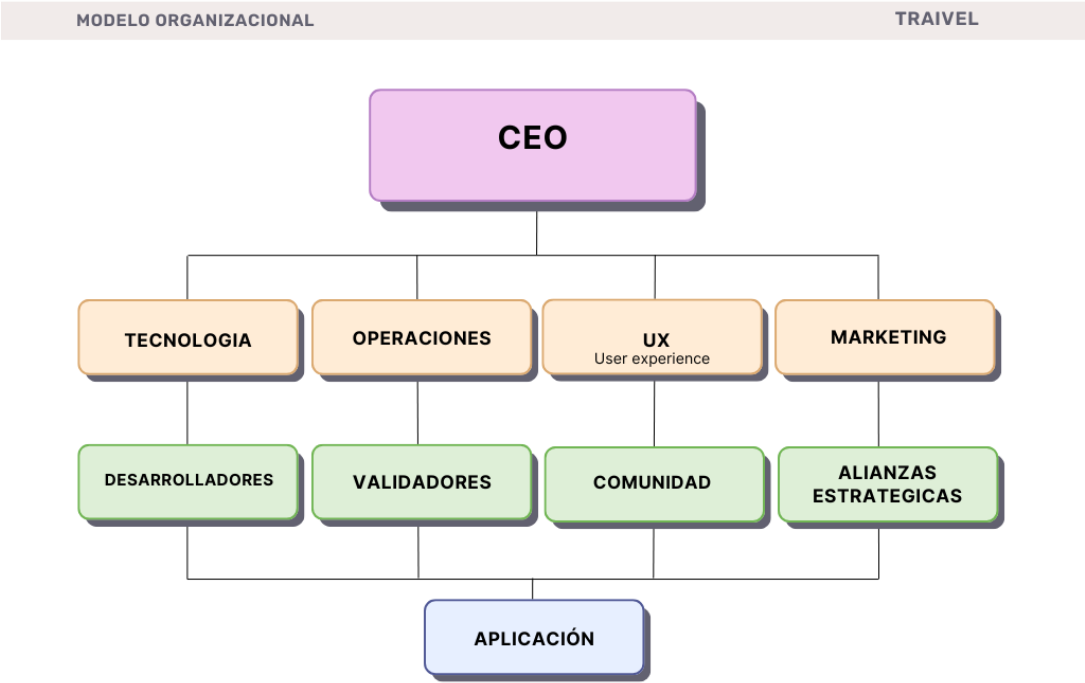 MODELO ORGANIZACIONAL
TRAIVEL
CEO
TECNOLOGIA
OPERACIONES
UX
User experience
MARKETING
DESARROLLADORES
VALIDADORES
COMUNIDAD
ALIANZAS
ESTRATEGICAS
APLICACIÓN